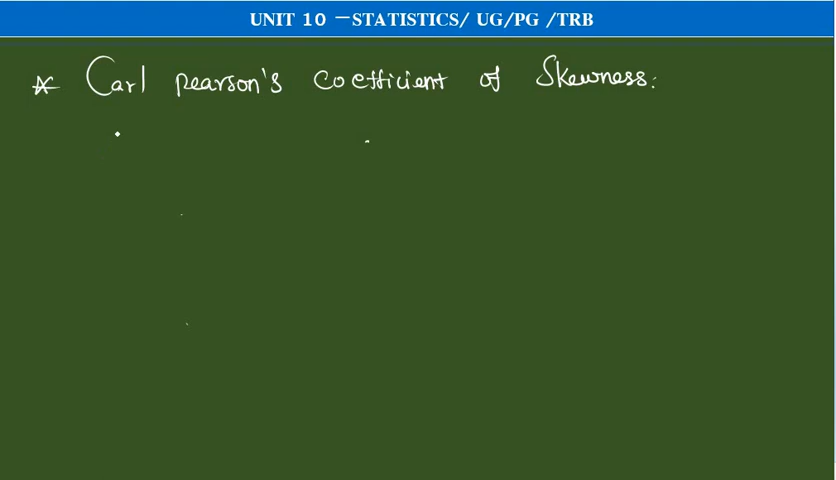 UNIT 10 – STATISTICS/ UG/PG /TRB
* Carl pearson's coefficient of Skewness: